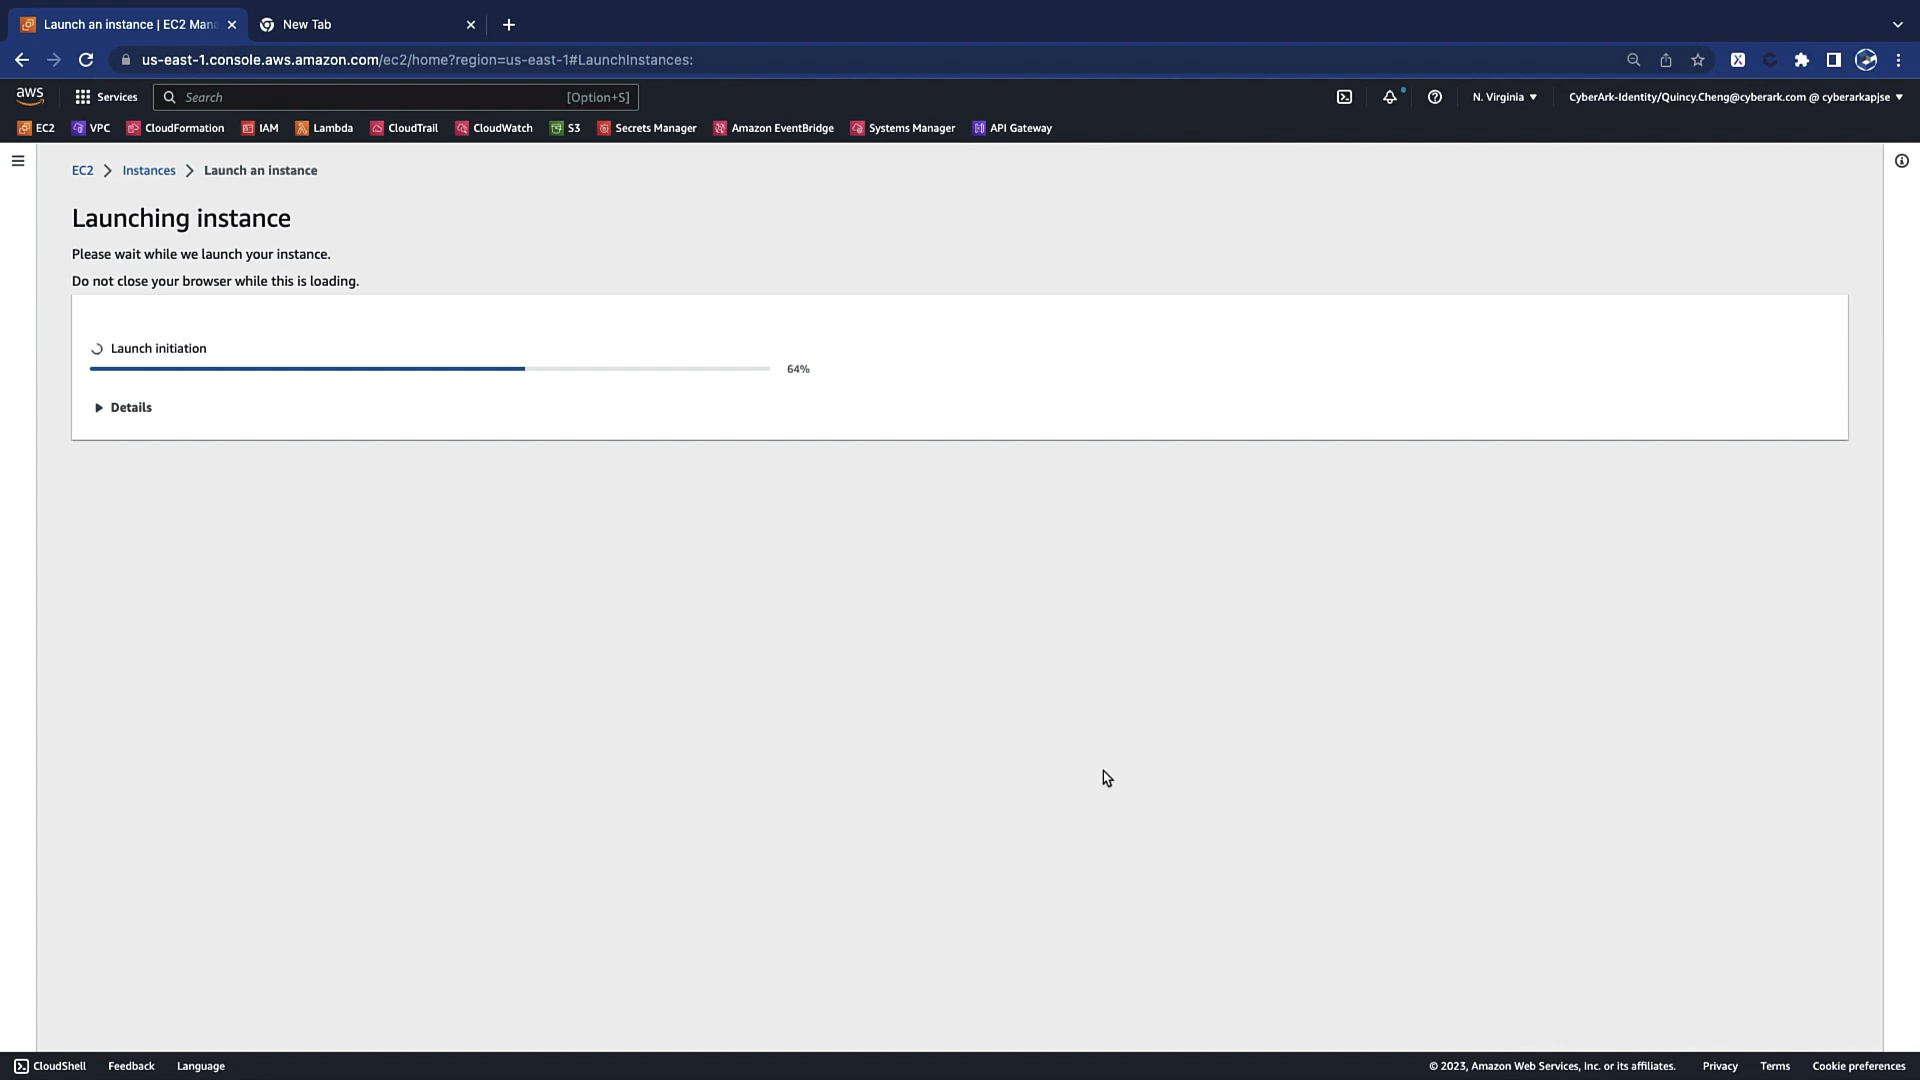 Launch an instance | EC2 Man
New Tab
us-east-1.console.aws.amazon.com/ec2/home?region=us-east-1#LaunchInstances:
aws
Services
Search
[Option+S]
N. Virginia
CyberArk-Identity/Quincy.Cheng@cyberark.com @ cyberarkapjse
EC2
VPC
CloudFormation
IAM
Lambda
CloudTrail
CloudWatch
S3
Secrets Manager
Amazon EventBridge
Systems Manager
API Gateway
EC2
Instances
Launch an instance
Launching instance
Please wait while we launch your instance.
Do not close your browser while this is loading.
Launch initiation
64%
Details
CloudShell
Feedback
Language
© 2023, Amazon Web Services, Inc. or its affiliates.
Privacy
Terms
Cookie preferences